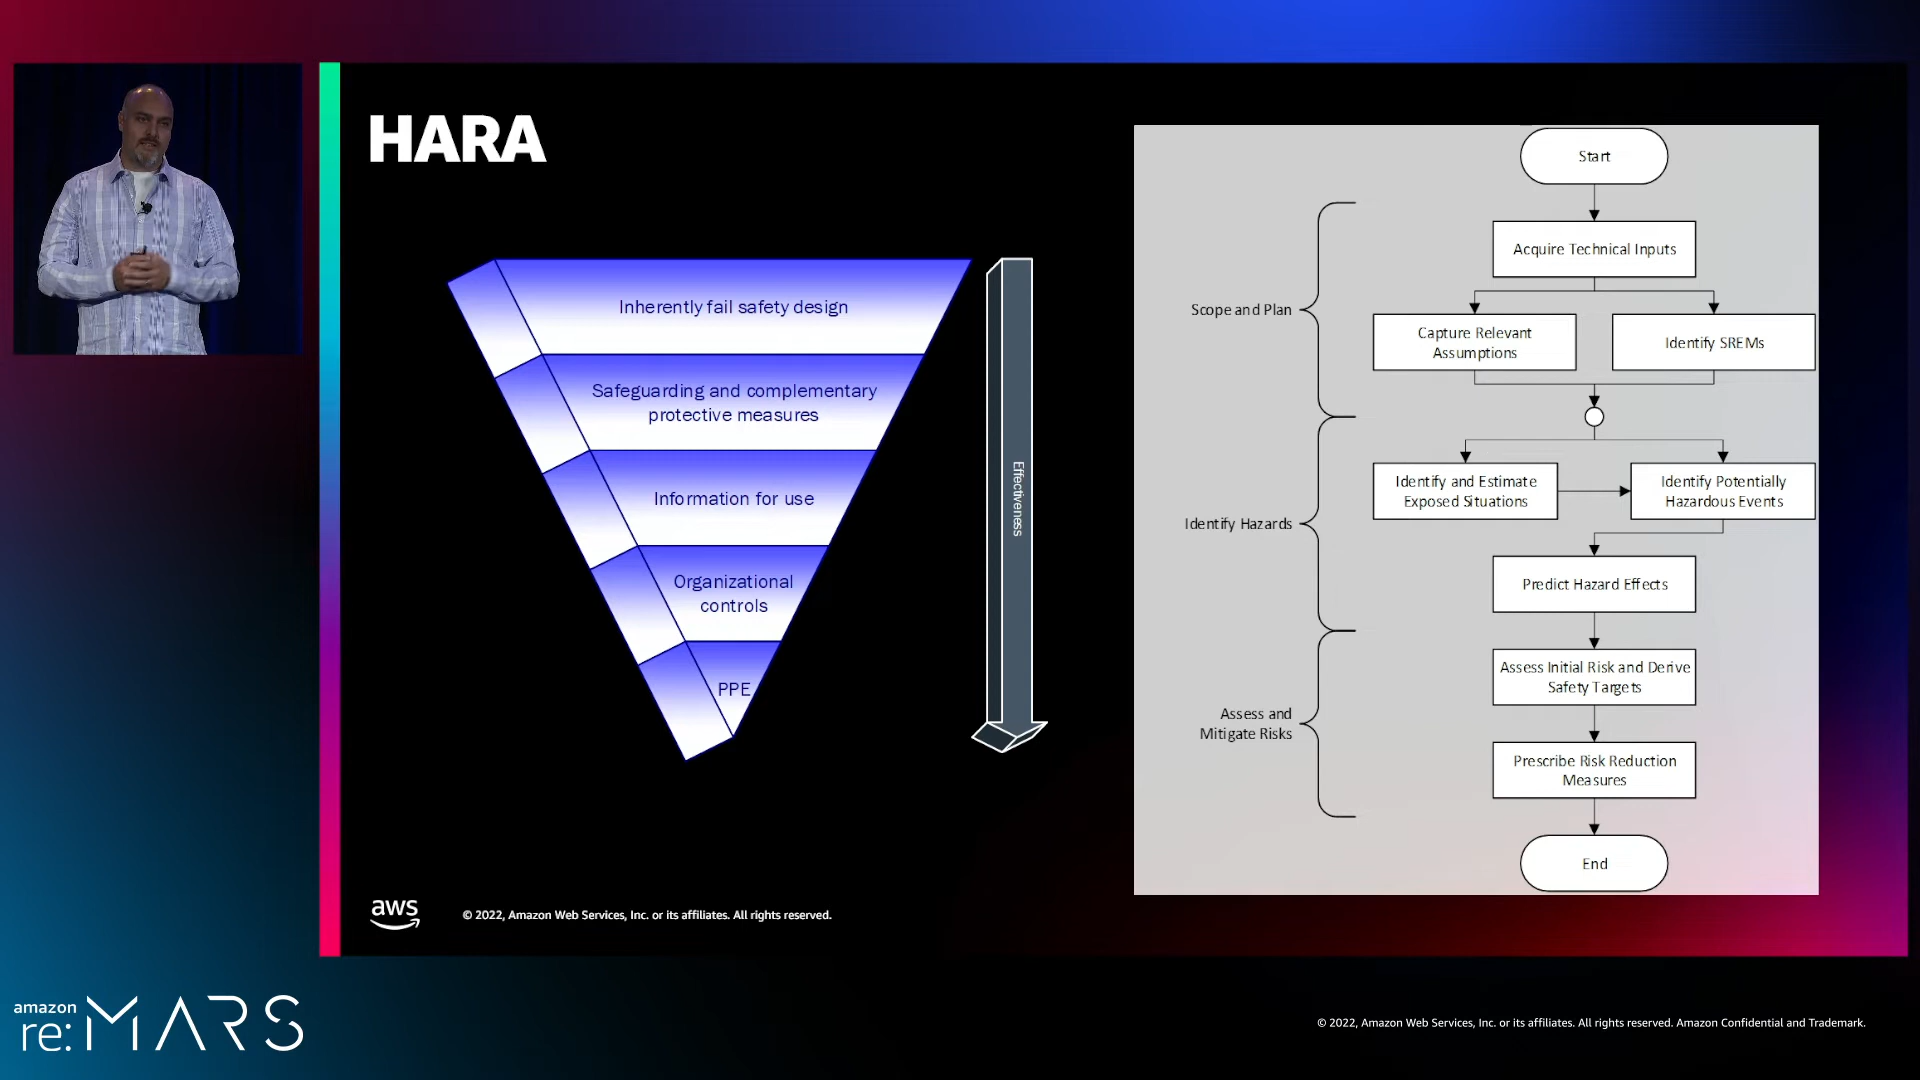 HARA
Inherently fail safety design
Safeguarding and complementary
protective measures
Information for use
Organizational
controls
PPE
Effectiveness
Start
Acquire Technical Inputs
Scope and Plan
Capture Relevant
Assumptions
Identify SREMs
Identify and Estimate
Exposed Situations
Identify Potentially
Hazardous Events
Identify Hazards
Predict Hazard Effects
Assess Initial Risk and Derive
Safety Targets
Assess and
Mitigate Risks
Prescribe Risk Reduction
Measures
End
aws
© 2022, Amazon Web Services, Inc. or its affiliates. All rights reserved.
amazon
re:MARS
© 2022, Amazon Web Services, Inc. or its affiliates. All rights reserved. Amazon Confidential and Trademark.